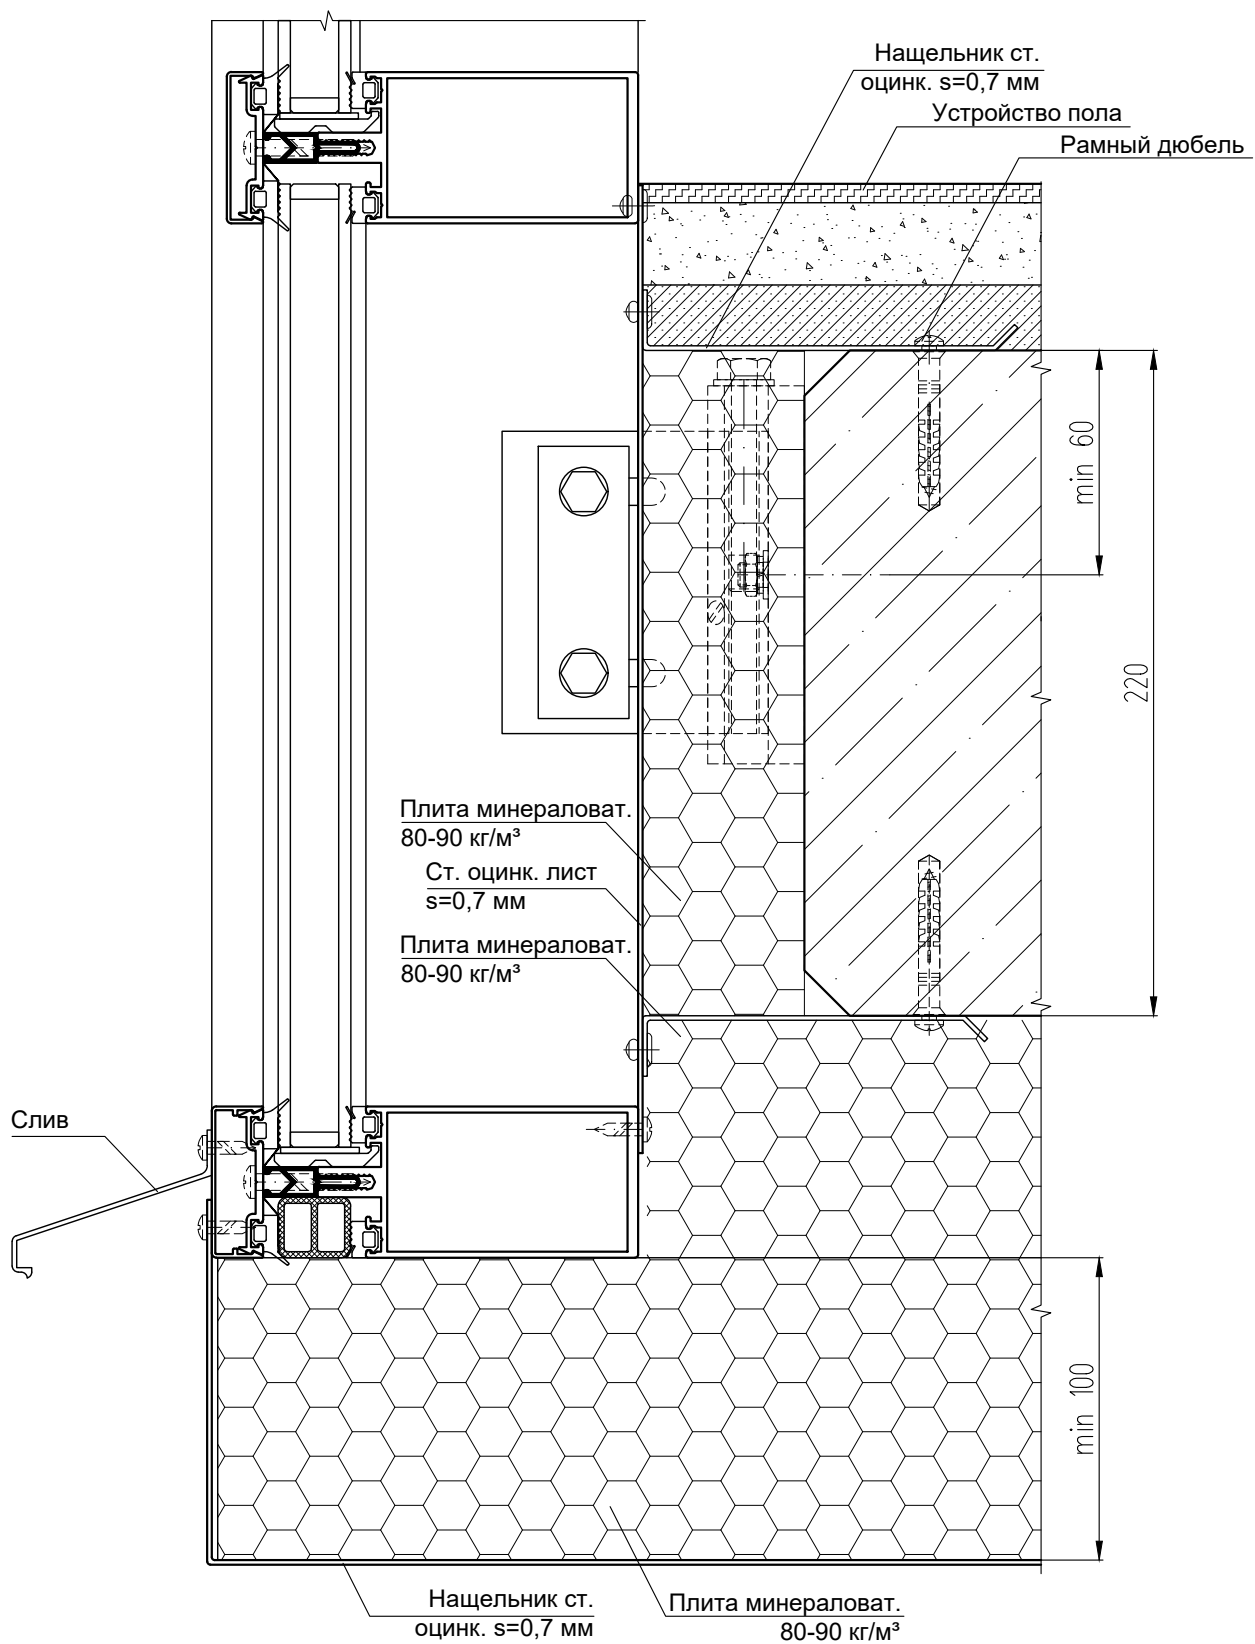 Нащельник ст.
оцинк. s=0,7 мм
Устройство пола
Рамный дюбель
min 60
220
Плита минераловат.
80-90 кг/м³
Ст. оцинк. лист
s=0,7 мм
Плита минераловат.
80-90 кг/м³
Слив
min 100
Нащельник ст.
оцинк. s=0,7 мм
Плита минераловат.
80-90 кг/м³